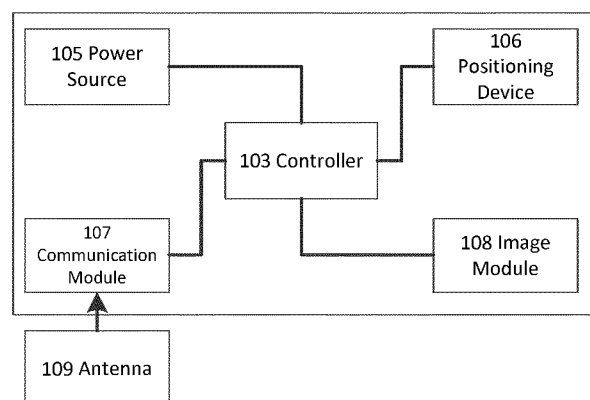 105 Power
Source
106
Positioning
Device
103 Controller
107
Communication
Module
108 Image
Module
109 Antenna